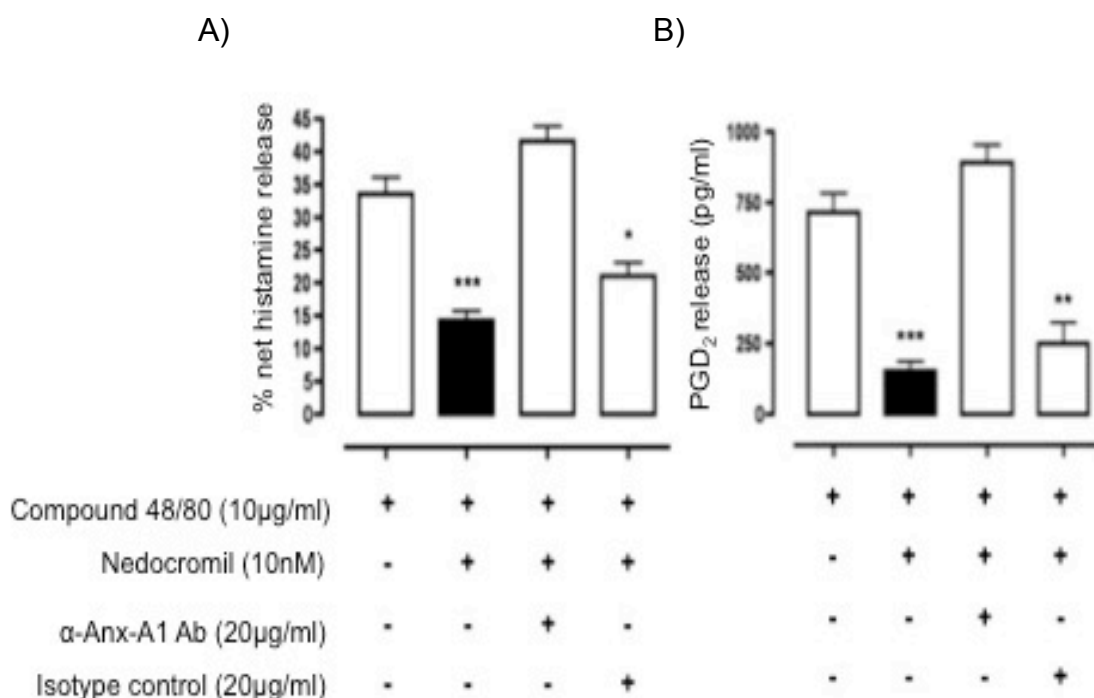 A)
B)
% net histamine release
45
40
35
30
25
20
15
10
5
0
***
*
PGD₂ release (pg/ml)
1000
750
500
250
0
***
**
Compound 48/80 (10µg/ml) + + + + + + + +
Nedocromil (10nM) - + + + - + + +
α-Anx-A1 Ab (20µg/ml) - - + - - - + -
Isotype control (20µg/ml) - - - + - - - +